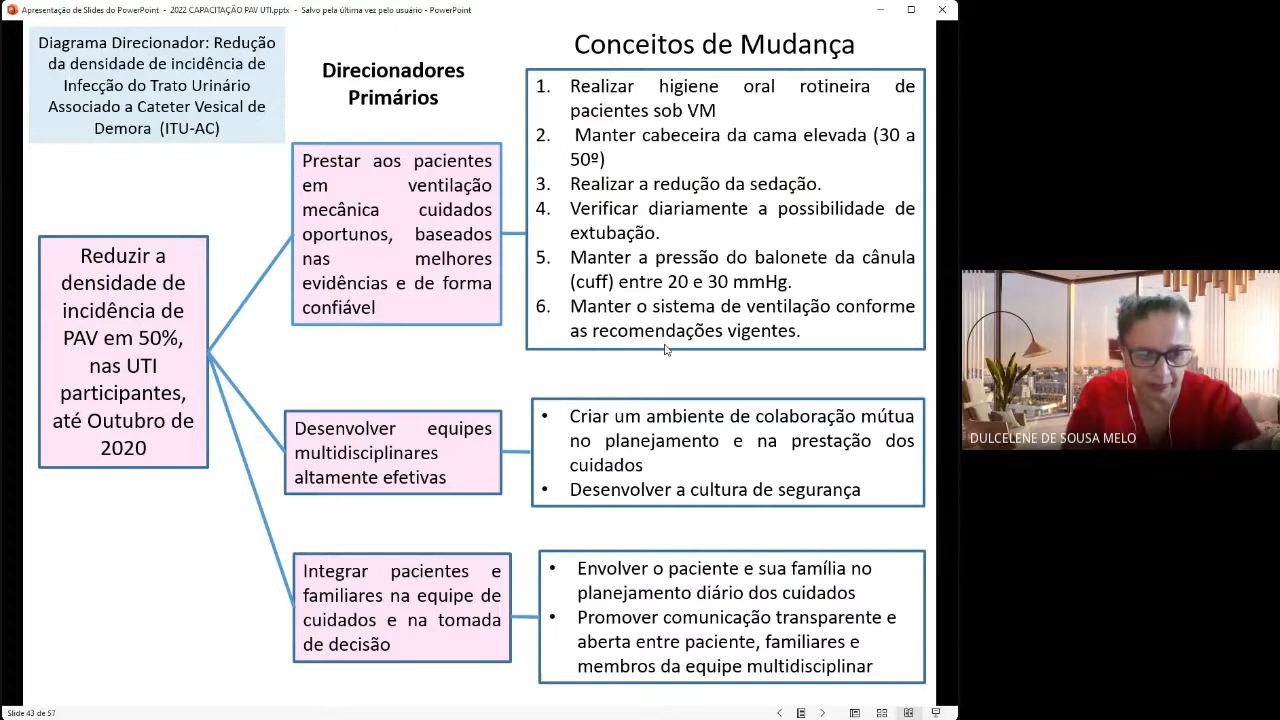 Apresentação de Slides do PowerPoint - 2022 CAPACITAÇÃO PAV UTI.pptx - Salvo pela última vez pelo usuário - PowerPoint
Diagrama Direcionador: Redução
da densidade de incidência de
Infecção do Trato Urinário
Associado a Cateter Vesical de
Demora (ITU-AC)
Direcionadores
Primários
Conceitos de Mudança
Reduzir a
densidade de
incidência de
PAV em 50%,
nas UTI
participantes,
até Outubro de
2020
Prestar aos pacientes
em ventilação
mecânica cuidados
oportunos, baseados
nas melhores
evidências e de forma
confiável
1. Realizar higiene oral rotineira de
pacientes sob VM
2. Manter cabeceira da cama elevada (30 a
50º)
3. Realizar a redução da sedação.
4. Verificar diariamente a possibilidade de
extubação.
5. Manter a pressão do balonete da cânula
(cuff) entre 20 e 30 mmHg.
6. Manter o sistema de ventilação conforme
as recomendações vigentes.
Desenvolver equipes
multidisciplinares
altamente efetivas
• Criar um ambiente de colaboração mútua
no planejamento e na prestação dos
cuidados
• Desenvolver a cultura de segurança
Integrar pacientes e
familiares na equipe de
cuidados e na tomada
de decisão
• Envolver o paciente e sua família no
planejamento diário dos cuidados
• Promover comunicação transparente e
aberta entre paciente, familiares e
membros da equipe multidisciplinar
DULCELENE DE SOUSA MELO
Slide 43 de 57